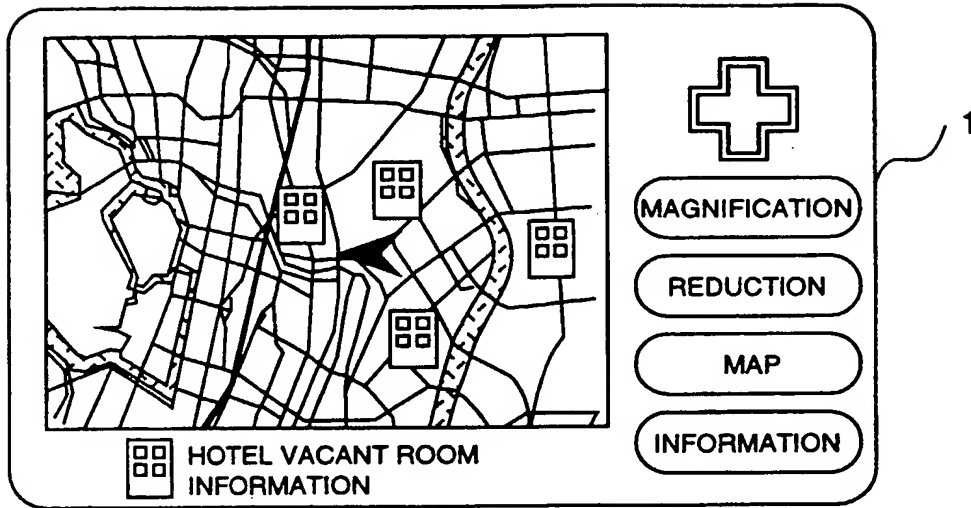 1
MAGNIFICATION
REDUCTION
MAP
INFORMATION
HOTEL VACANT ROOM
INFORMATION